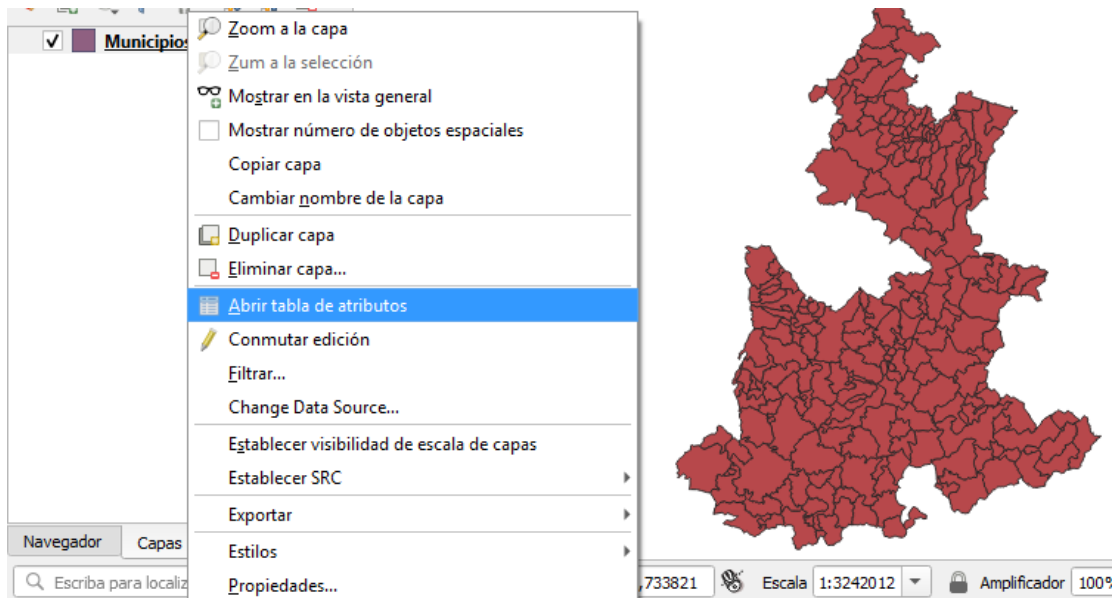 Municipios
Zoom a la capa
Zum a la selección
Mostrar en la vista general
Mostrar número de objetos espaciales
Copiar capa
Cambiar nombre de la capa
Duplicar capa
Eliminar capa...
Abrir tabla de atributos
Conmutar edición
Filtrar...
Change Data Source...
Establecer visibilidad de escala de capas
Establecer SRC
Exportar
Estilos
Propiedades...
Navegador Capas
Escriba para localiz
,733821 Escala 1:3242012 Amplificador 100%